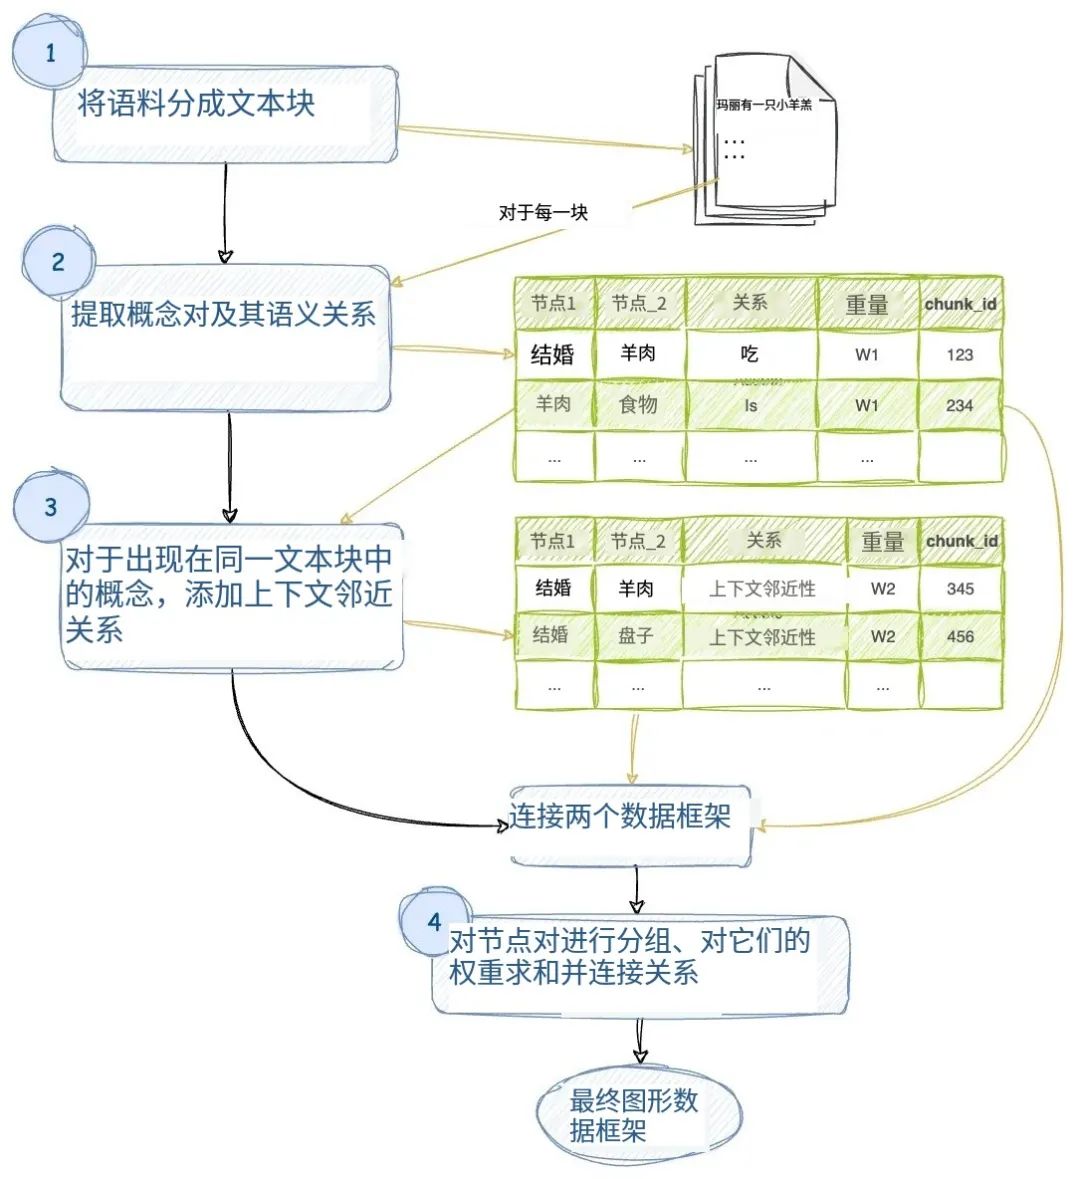 1
将语料分成文本块
玛丽有一只小羊羔
...
...
对于每一块
2
提取概念对及其语义关系
节点1 节点_2 关系 重量 chunk_id
结婚 羊肉 吃 W1 123
羊肉 食物 Is W1 234
... ... ... ...
3
对于出现在同一文本块中
的概念，添加上下文邻近
关系
节点1 节点_2 关系 重量 chunk_id
结婚 羊肉 上下文邻近性 W2 345
结婚 盘子 上下文邻近性 W2 456
... ... ... ...
连接两个数据框架
4
对节点对进行分组、对它们的
权重求和并连接关系
最终图形数
据框架